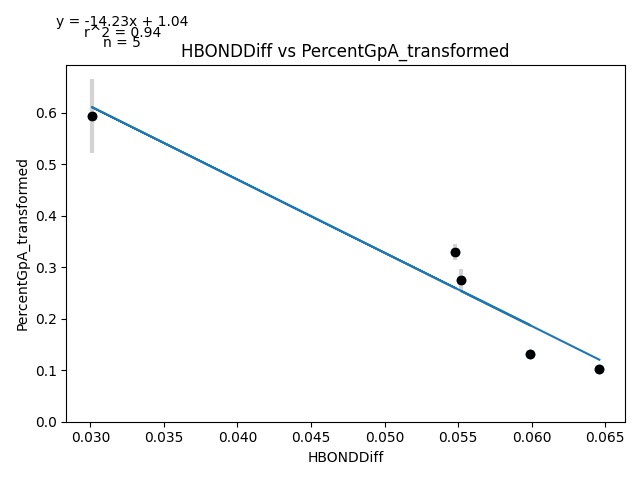 y = -14.23x + 1.04
r^2 = 0.94
n = 5
HBONDDiff vs PercentGpA_transformed
PercentGpA_transformed
0.6
0.5
0.4
0.3
0.2
0.1
0.0
0.030 0.035 0.040 0.045 0.050 0.055 0.060 0.065
HBONDDiff